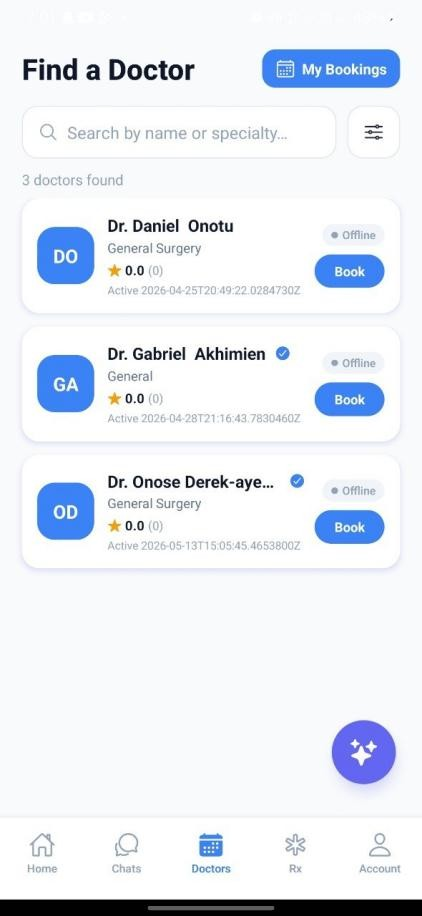 Find a Doctor
My Bookings
Search by name or specialty...
3 doctors found
DO
Dr. Daniel  Onotu
General Surgery
0.0 (0)
Active 2026-04-25T20:49:22.0284730Z
Offline
Book
GA
Dr. Gabriel  Akhimien
General
0.0 (0)
Active 2026-04-28T21:16:43.7830460Z
Offline
Book
OD
Dr. Onose Derek-aye...
General Surgery
0.0 (0)
Active 2026-05-13T15:05:45.4653800Z
Offline
Book
Home
Chats
Doctors
Rx
Account